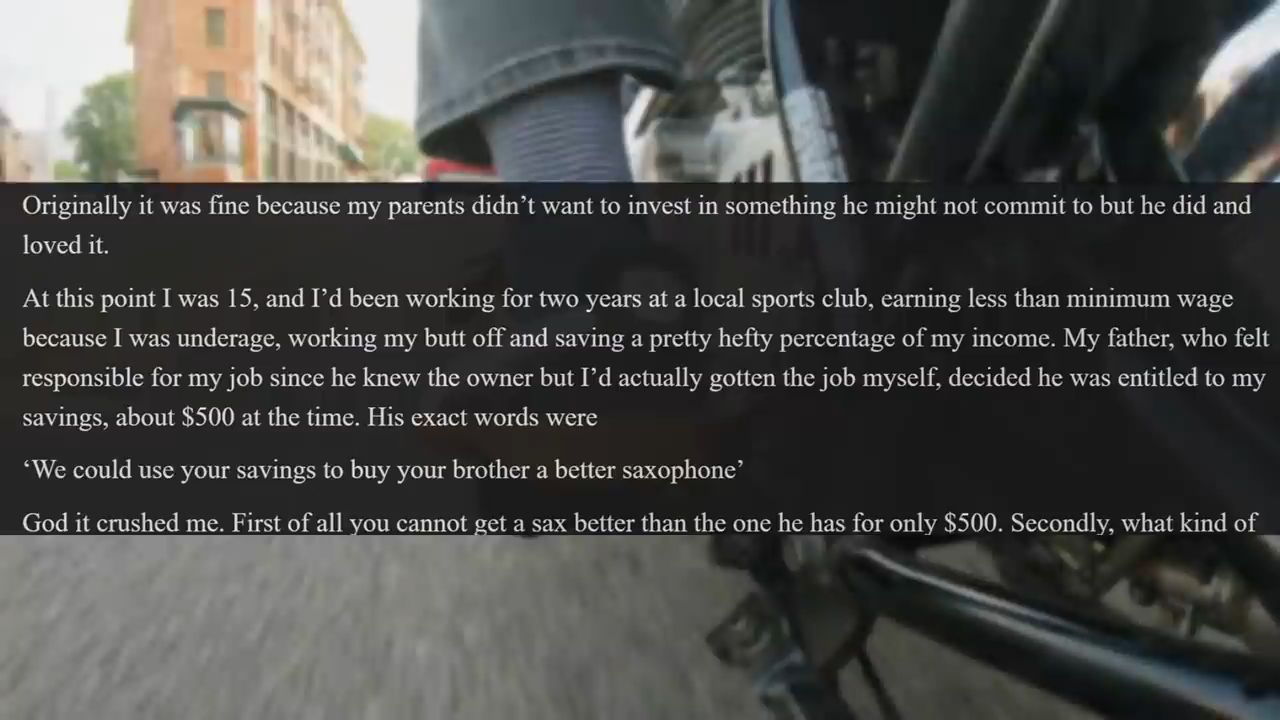 Originally it was fine because my parents didn’t want to invest in something he might not commit to but he did and
loved it.
At this point I was 15, and I’d been working for two years at a local sports club, earning less than minimum wage
because I was underage, working my butt off and saving a pretty hefty percentage of my income. My father, who felt
responsible for my job since he knew the owner but I’d actually gotten the job myself, decided he was entitled to my
savings, about $500 at the time. His exact words were
‘We could use your savings to buy your brother a better saxophone’
God it crushed me. First of all you cannot get a sax better than the one he has for only $500. Secondly, what kind of